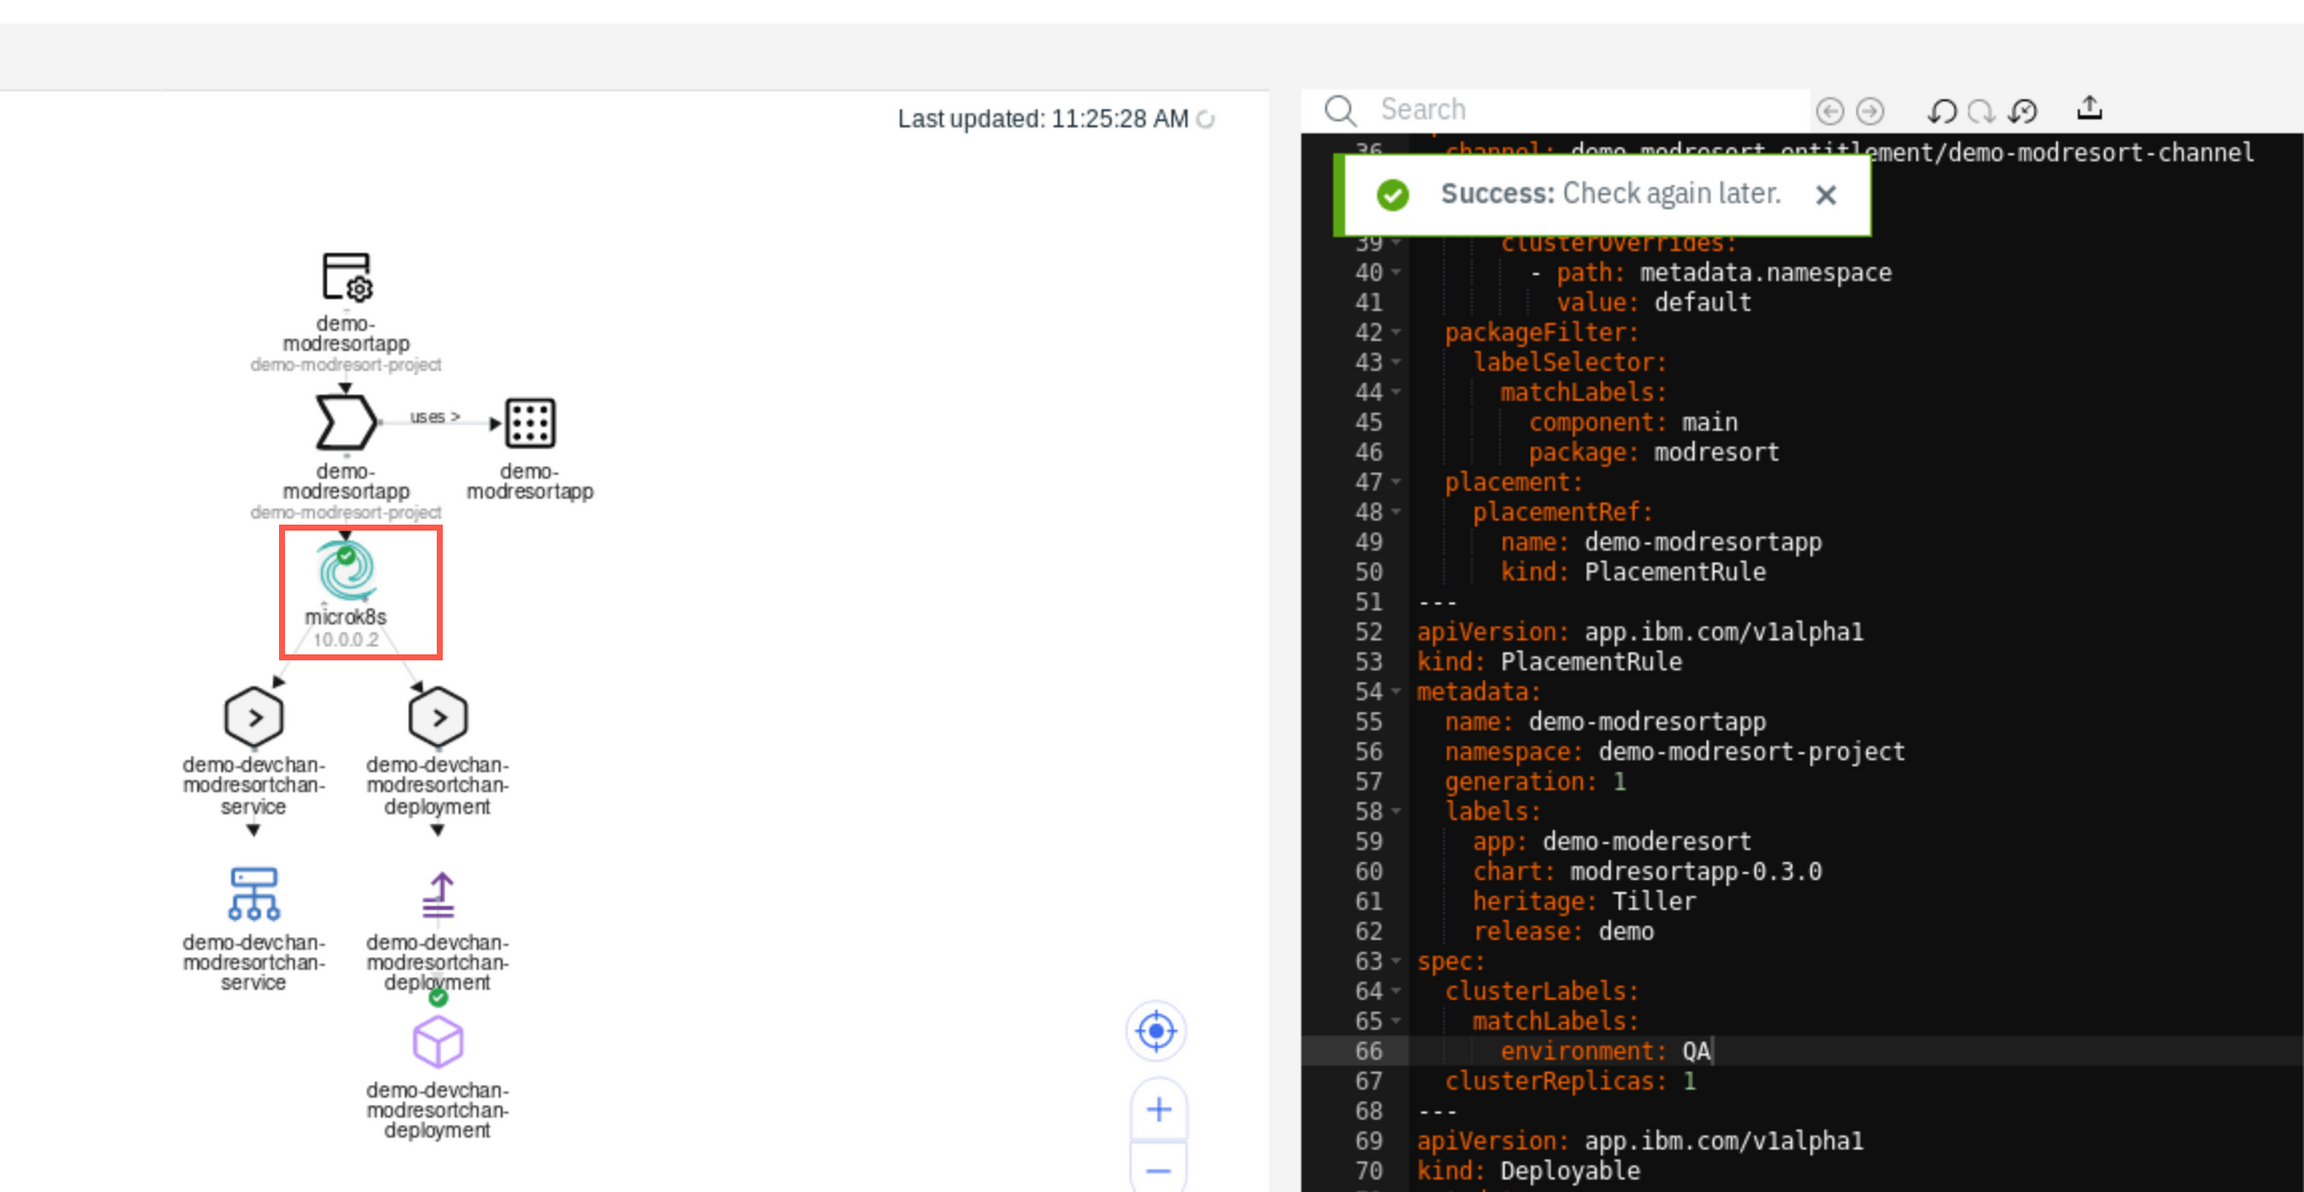 Last updated: 11:25:28 AM
demo-
modresortapp
demo-modresort-project
uses >
demo-
modresortapp
demo-modresort-project
demo-
modresortapp
microk8s
10.0.0.2
demo-devchan-
modresortchan-
service
demo-devchan-
modresortchan-
deployment
demo-devchan-
modresortchan-
service
demo-devchan-
modresortchan-
deployment
demo-devchan-
modresortchan-
deployment
Search
36 channel: demo-modresort-entitlement/demo-modresort-channel
Success: Check again later.
39 clusterOverrides:
40 - path: metadata.namespace
41 value: default
42 packageFilter:
43 labelSelector:
44 matchLabels:
45 component: main
46 package: modresort
47 placement:
48 placementRef:
49 name: demo-modresortapp
50 kind: PlacementRule
51 ---
52 apiVersion: app.ibm.com/v1alpha1
53 kind: PlacementRule
54 metadata:
55 name: demo-modresortapp
56 namespace: demo-modresort-project
57 generation: 1
58 labels:
59 app: demo-moderesort
60 chart: modresortapp-0.3.0
61 heritage: Tiller
62 release: demo
63 spec:
64 clusterLabels:
65 matchLabels:
66 environment: QA
67 clusterReplicas: 1
68 ---
69 apiVersion: app.ibm.com/v1alpha1
70 kind: Deployable